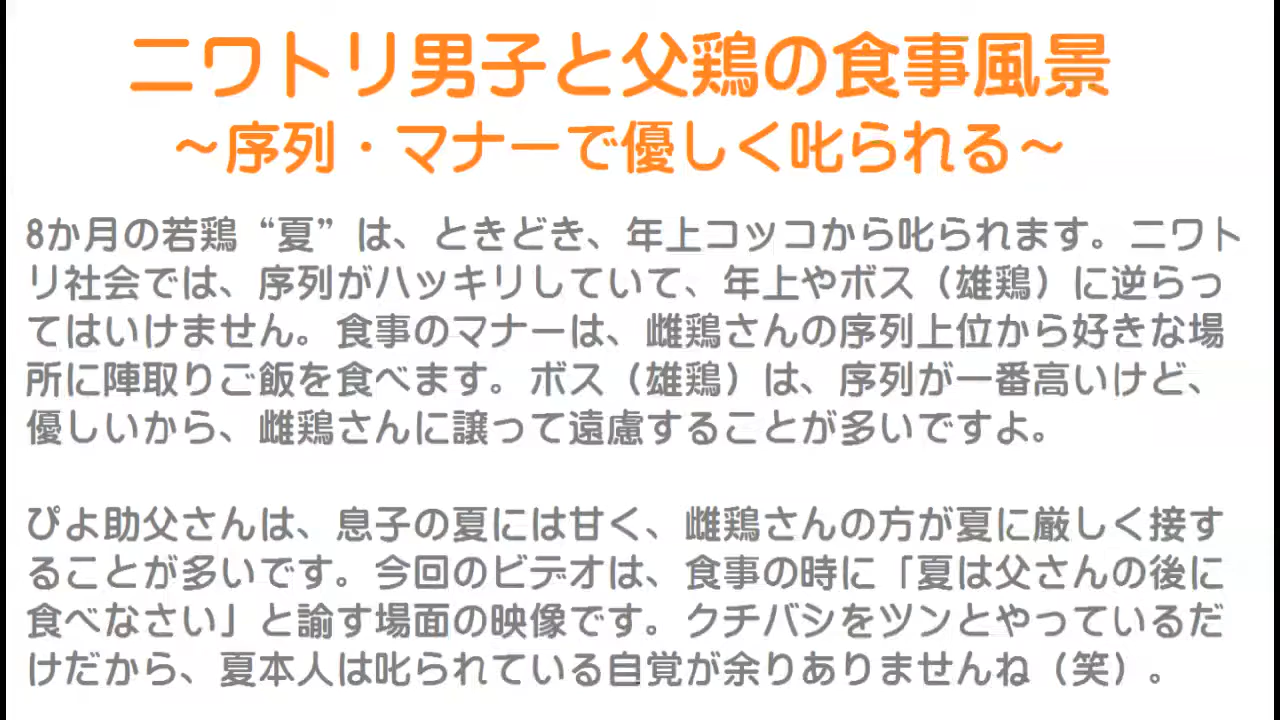 ニワトリ男子と父鶏の食事風景
～序列・マナーで優しく叱られる～
8か月の若鶏“夏”は、ときどき、年上コッコから叱られます。ニワト
リ社会では、序列がハッキリしていて、年上やボス（雄鶏）に逆らっ
てはいけません。食事のマナーは、雌鶏さんの序列上位から好きな場
所に陣取りご飯を食べます。ボス（雄鶏）は、序列が一番高いけど、
優しいから、雌鶏さんに譲って遠慮することが多いですよ。
ぴよ助父さんは、息子の夏には甘く、雌鶏さんの方が夏に厳しく接す
ることが多いです。今回のビデオは、食事の時に「夏は父さんの後に
食べなさい」と諭す場面の映像です。クチバシをツンとやっているだ
けだから、夏本人は叱られている自覚が余りありませんね（笑）。